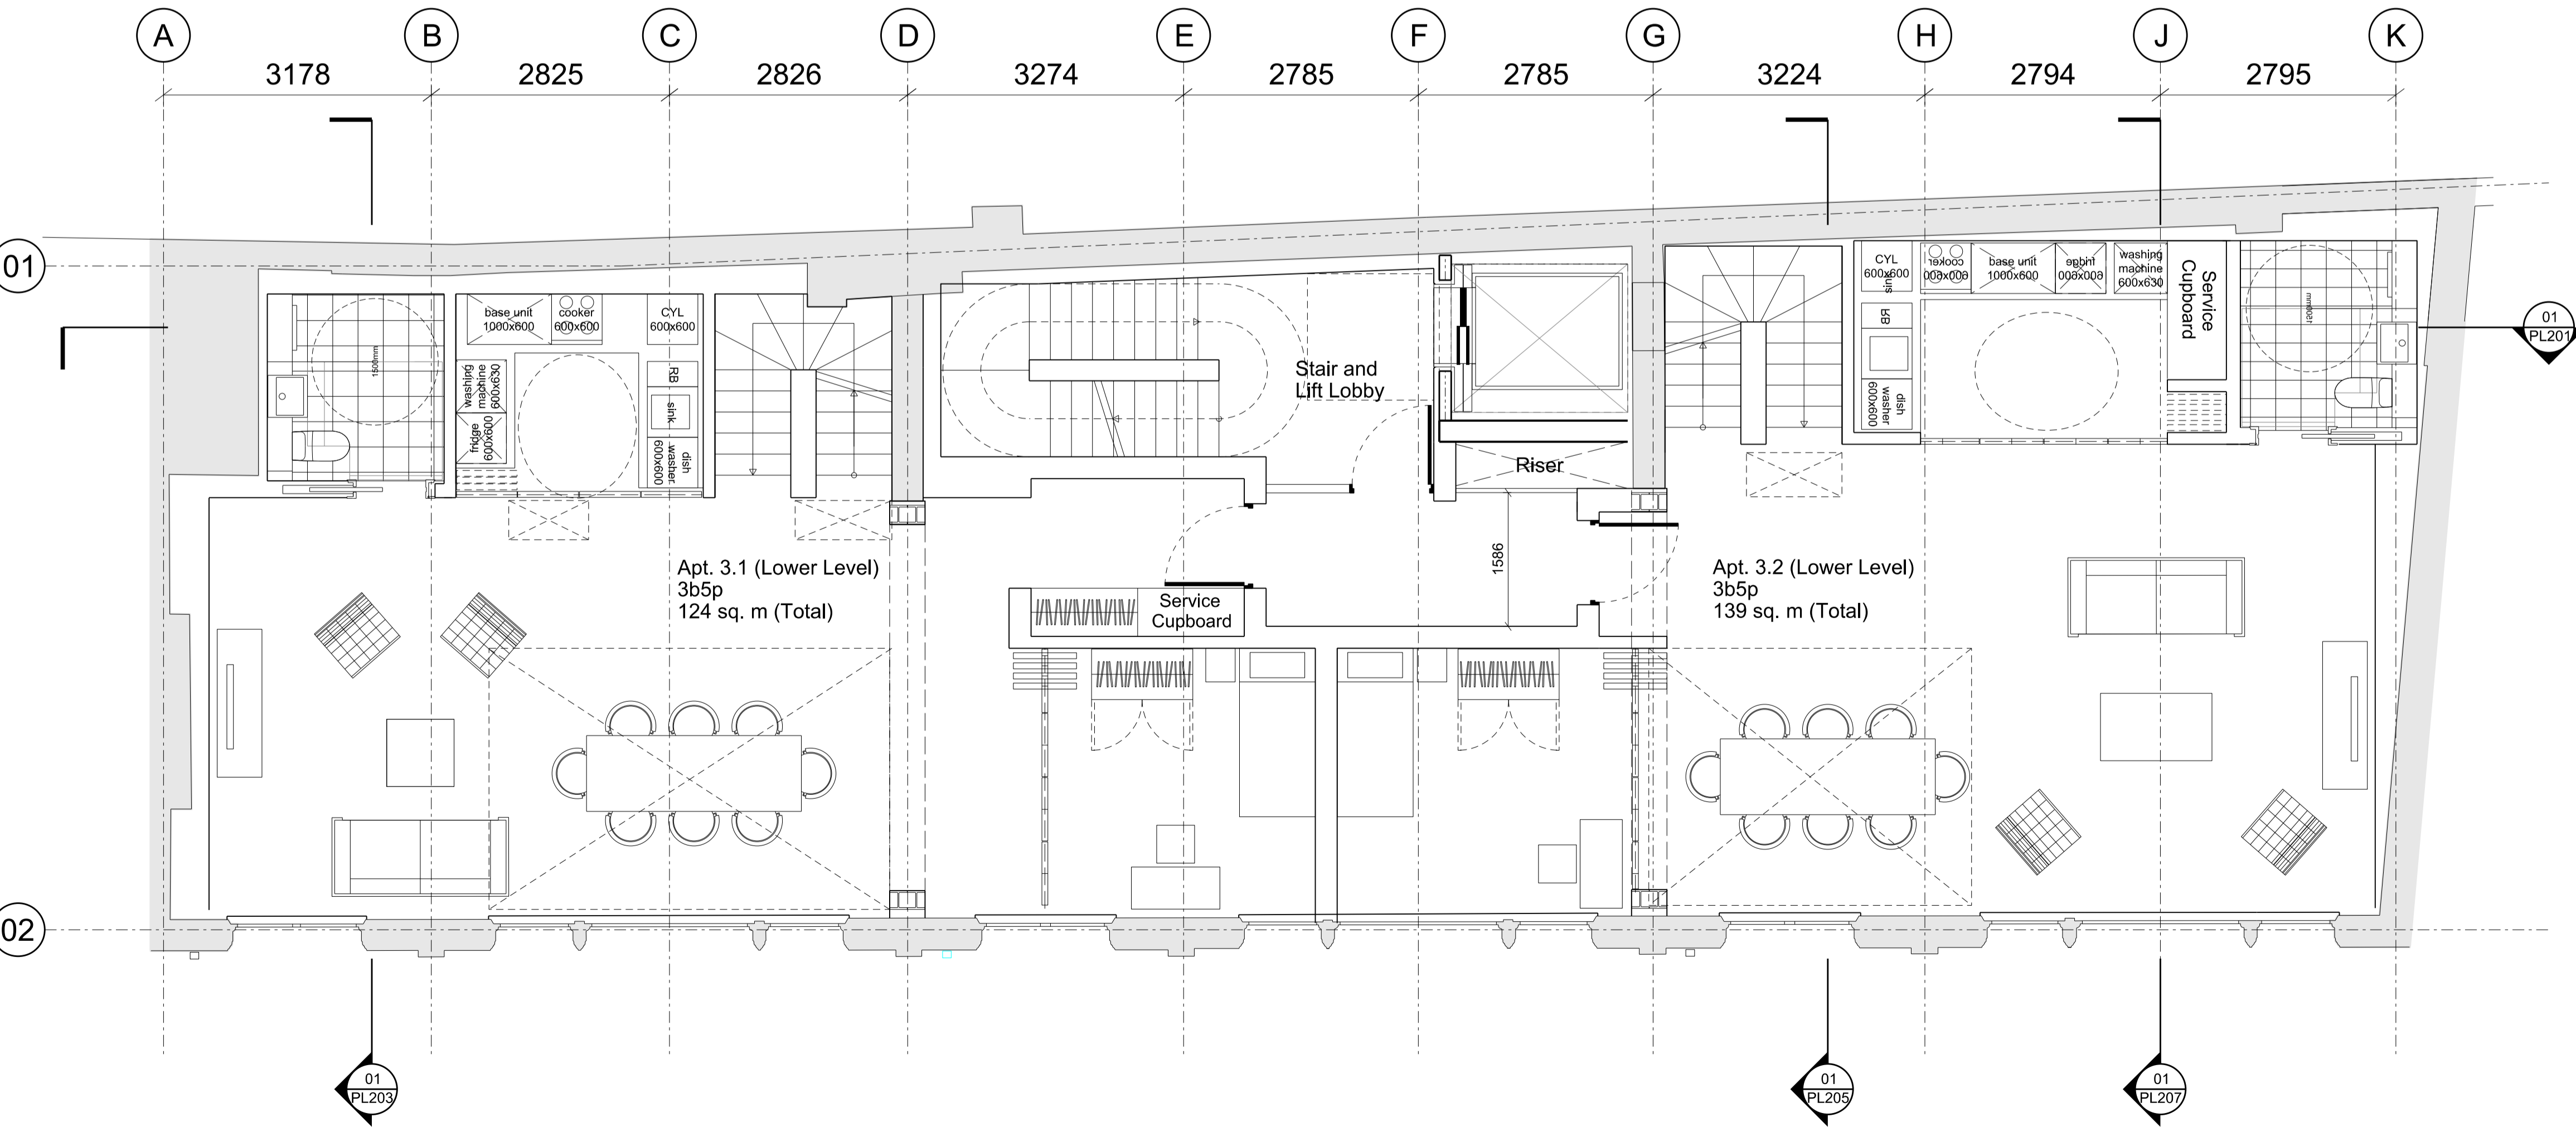 A B C D E F G H J K
3178 2825 2826 3274 2785 2785 3224 2794 2795
01
02
1500mm
base unit
1000x600
cooker
600x600
CYL
600x600
washing
machine
600x630
fridge
600x600
RB
sink
dish
washer
600x600
Stair and
Lift Lobby
Riser
1586
CYL
600x600
sink
cooker
600x600
base unit
1000x600
fridge
600x600
washing
machine
600x630
RB
dish
washer
600x600
Service
Cupboard
1500mm
01
PL201
Apt. 3.1 (Lower Level)
3b5p
124 sq. m (Total)
Service
Cupboard
Apt. 3.2 (Lower Level)
3b5p
139 sq. m (Total)
01
PL203
01
PL205
01
PL207